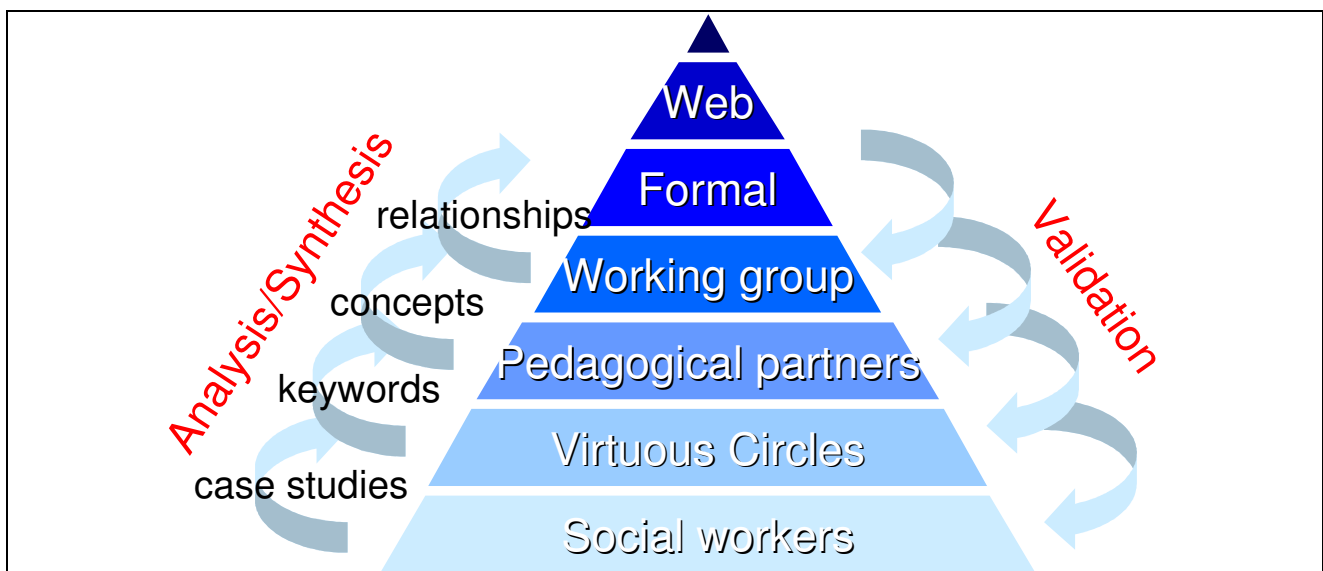 Web
Formal
relationships
Working group
concepts
Pedagogical partners
keywords
Virtuous Circles
case studies
Social workers
Analysis/Synthesis
Validation